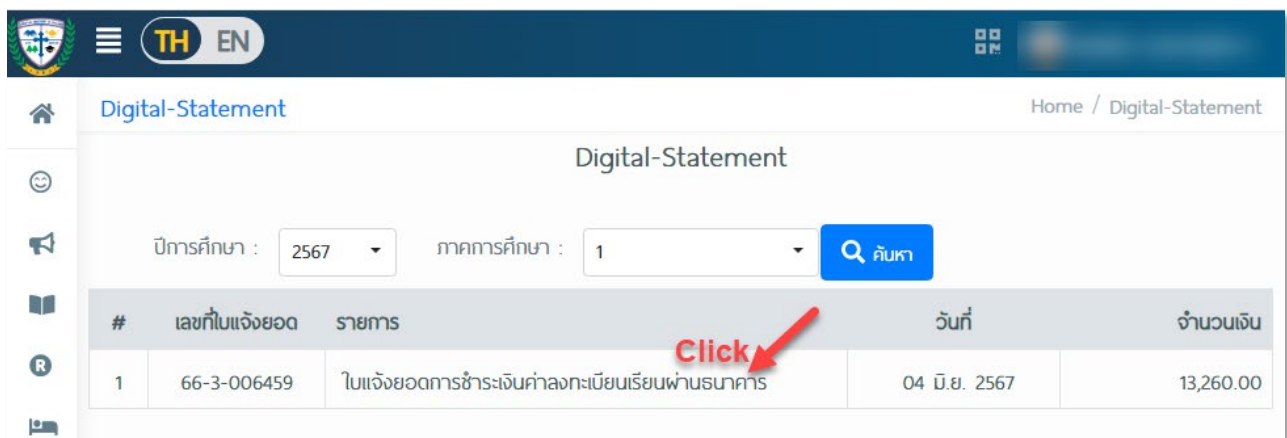 TH EN
Digital-Statement
Home / Digital-Statement
Digital-Statement
ปีการศึกษา : 2567 ภาคการศึกษา : 1 ค้นหา
# เลขที่ใบแจ้งยอด รายการ วันที่ จำนวนเงิน
Click
1 66-3-006459 ใบแจ้งยอดการชำระเงินค่าลงทะเบียนเรียนผ่านธนาคาร 04 มิ.ย. 2567 13,260.00
R